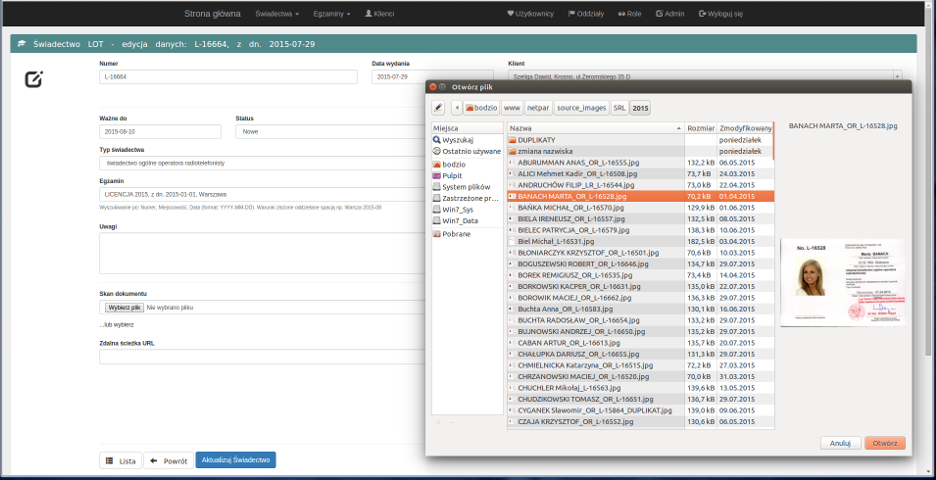 Strona główna Świadectwa Egzaminy Klienci Użytkownicy Oddziały Role Admin Wyloguj się
Świadectwo LOT - edycja danych: L-16664, z dn. 2015-07-29
Numer
L-16664
Data wydania
2015-07-29
Klient
Szeliga Dawid, Krosno, ul Żeromskiego 35 D
Ważne do
2015-08-10
Status
Nowe
Typ świadectwa
świadectwo ogólne operatora radiotelefonisty
Egzamin
LICENCJA 2015, z dn. 2015-01-01, Warszawa
Wyszukiwanie po: Numer, Miejscowość, Data (format: YYYY-MM-DD). Warunki złożone oddzielane spacją np. Warsza 2015-08
Uwagi
Skan dokumentu
Wybierz plik Nie wybrano pliku
...lub wybierz
Zdalna ścieżka URL
Lista Powrót Aktualizuj Świadectwo
Otwórz plik
bodzio www netpar source_images SRL 2015
Miejsca
Wyszukaj
Ostatnio używane
bodzio
Pulpit
System plików
Zastrzeżone pr...
Win7_Sys
Win7_Data
Pobrane
Nazwa Rozmiar Zmodyfikowany
DUPLIKATY poniedziałek
zmiana nazwiska poniedziałek
ABURUMMAN ANAS_OR_L-16555.jpg 132,2 kB 06.05.2015
ALICI Mehmet Kadir_OR_L-16508.jpg 73,7 kB 24.03.2015
ANDRUCHÓW FILIP_LR_L-16544.jpg 73,0 kB 22.04.2015
BANACH MARTA_OR_L-16528.jpg 70,2 kB 01.04.2015
BAŃKA MICHAŁ_OR_L-16570.jpg 129,9 kB 01.06.2015
BIELA IRENEUSZ_OR_L-16557.jpg 132,5 kB 08.05.2015
BIELEC PATRYCJA_OR_L-16579.jpg 138,3 kB 10.06.2015
Biel Michał_L-16531.jpg 182,5 kB 03.04.2015
BŁONIARCZYK KRZYSZTOF_OR_L-16501.jpg 70,6 kB 10.03.2015
BOGUSZEWSKI ROBERT_OR_L-16646.jpg 134,7 kB 29.07.2015
BOREK REMIGIUSZ_OR_L-16535.jpg 73,4 kB 14.04.2015
BORKOWSKI KACPER_OR_L-16631.jpg 135,0 kB 22.07.2015
BOROWIK MACIEJ_OR_L-16662.jpg 136,3 kB 29.07.2015
Buchta Anna_OR_L-16583.jpg 130,1 kB 16.06.2015
BUCHTA RADOSŁAW_OR_L-16654.jpg 133,2 kB 29.07.2015
BUJNOWSKI ANDRZEJ_OR_L-16650.jpg 135,2 kB 29.07.2015
CABAN ARTUR_OR_L-16613.jpg 135,7 kB 20.07.2015
CHAŁUPKA DARIUSZ_OR_L-16655.jpg 131,3 kB 29.07.2015
CHMIELNICKA Katarzyna_OR_L-16515.jpg 72,2 kB 27.03.2015
CHRZANOWSKI MACIEJ_OR_L-16520.jpg 70,0 kB 31.03.2015
CHUCHLER Mikołaj_L-16563.jpg 139,6 kB 13.05.2015
CHUDZIKOWSKI TOMASZ_OR_L-16651.jpg 136,7 kB 29.07.2015
CYGANEK Sławomir_OR_L-15864_DUPLIKAT.jpg 139,0 kB 09.06.2015
CZAJA KRZYSZTOF_OR_L-16552.jpg 130,6 kB 06.05.2015
BANACH MARTA_OR_L-16528.jpg
No. L-16528
Marta BANACH
Anuluj Otwórz